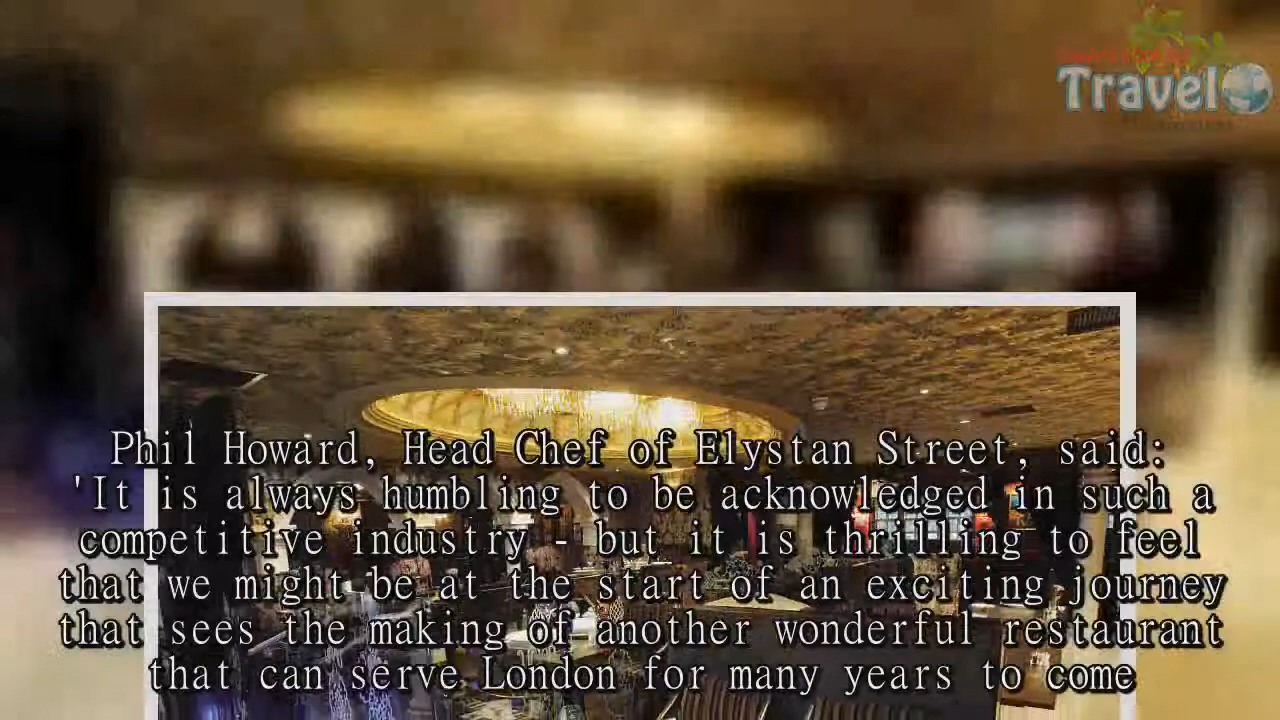 Travel
Phil Howard, Head Chef of Elystan Street, said:
'It is always humbling to be acknowledged in such a
competitive industry - but it is thrilling to feel
that we might be at the start of an exciting journey
that sees the making of another wonderful restaurant
that can serve London for many years to come